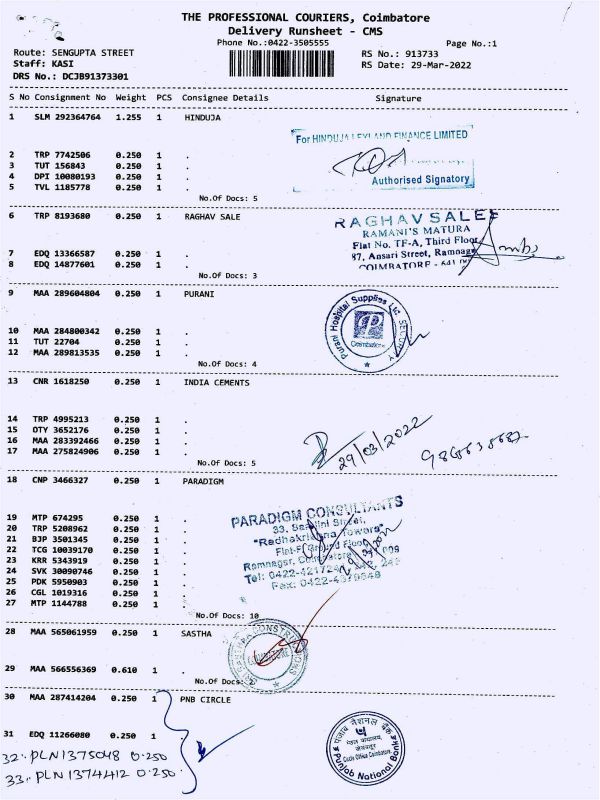 THE PROFESSIONAL COURIERS, Coimbatore
Delivery Runsheet - CMS
Phone No.:0422-3505555
Page No.:1
Route: SENGUPTA STREET
RS No.: 913733
Staff: KASI
RS Date: 29-Mar-2022
DRS No.: DCJB91373301
S No Consignment No Weight PCS Consignee Details Signature
1 SLM 292364764 1.255 1 HINDUJA
For HINDUJA LEYLAND FINANCE LIMITED
2 TRP 7742506 0.250 1 .
3 TUT 156843 0.250 1 .
4 DPI 10080193 0.250 1 .
Authorised Signatory
5 TVL 1185778 0.250 1 .
No.Of Docs: 5
6 TRP 8193680 0.250 1 RAGHAV SALE
RAGHAV SALES
RAMANI'S MATURA
Flat No. TF-A, Third Floor
87, Ansari Street, Ramnagar
COIMBATORE - 641
7 EDQ 13366587 0.250 1 .
8 EDQ 14877601 0.250 1 .
No.Of Docs: 3
9 MAA 289604804 0.250 1 PURANI
Purani Hospital Supplies Ltd. SECURITY
Coimbatore
10 MAA 284800342 0.250 1 .
11 TUT 22704 0.250 1 .
12 MAA 289813535 0.250 1 .
No.Of Docs: 4
13 CNR 1618250 0.250 1 INDIA CEMENTS
14 TRP 4995213 0.250 1 .
15 OTY 3652176 0.250 1 .
16 MAA 283392466 0.250 1 .
17 MAA 275824906 0.250 1 .
29/03/2022
No.Of Docs: 5
18 CNP 3466327 0.250 1 PARADIGM
PARADIGM CONSULTANTS
"Radhakrishna Towers"
19 MTP 674295 0.250 1 .
20 TRP 5208962 0.250 1 .
21 BJP 3501345 0.250 1 .
22 TCG 10039170 0.250 1 .
23 KRR 5343919 0.250 1 .
24 SVK 30090746 0.250 1 .
25 PDK 5950903 0.250 1 .
26 CGL 1019316 0.250 1 .
27 MTP 1144788 0.250 1 .
No.Of Docs: 10
28 MAA 565061959 0.250 1 SASTHA
29 MAA 566556369 0.610 1 .
No.Of Docs: 2
30 MAA 287414204 0.250 1 PNB CIRCLE
पंजाब नैशनल बैंक
Punjab National Bank
31 EDQ 11266080 0.250 1
32. PLN 1375048 0.250
33. PLN 1374412 0.250